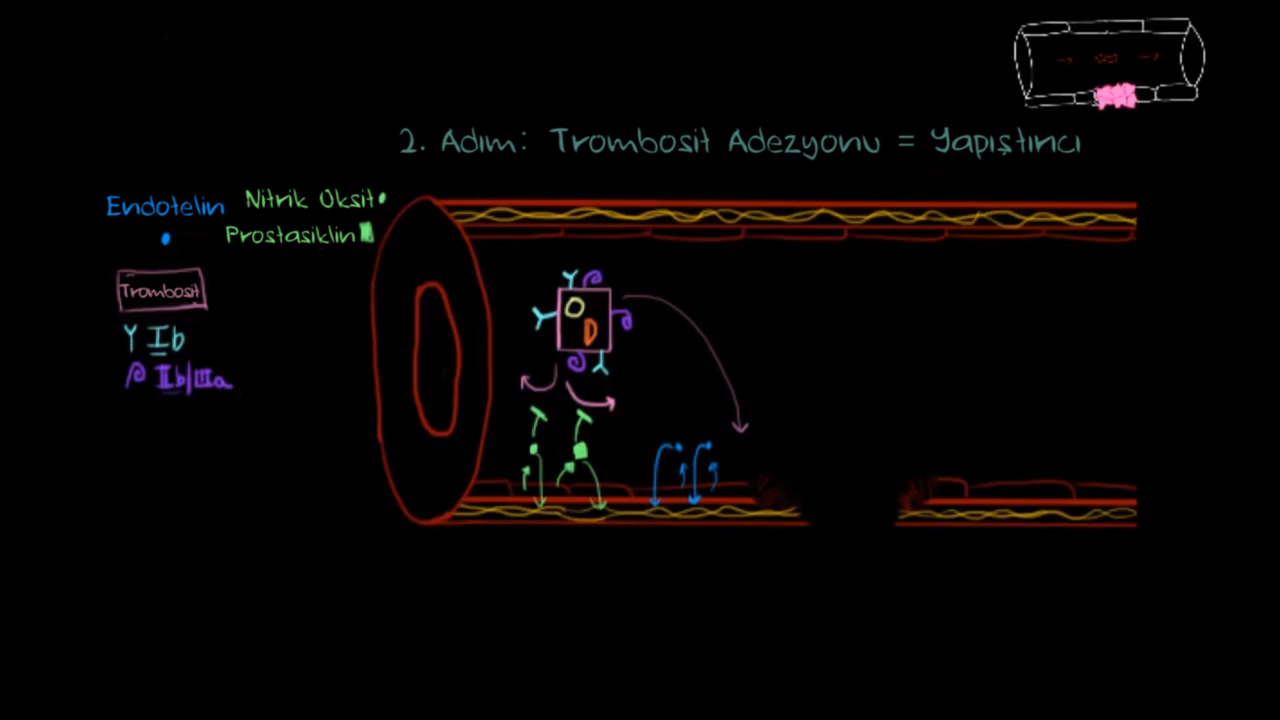 2. Adım: Trombosit Adezyonu = Yapıştırıcı
Endotelin
Nitrik Oksit
Prostasiklin
Trombosit
Ib
IIb/IIIa
O
D